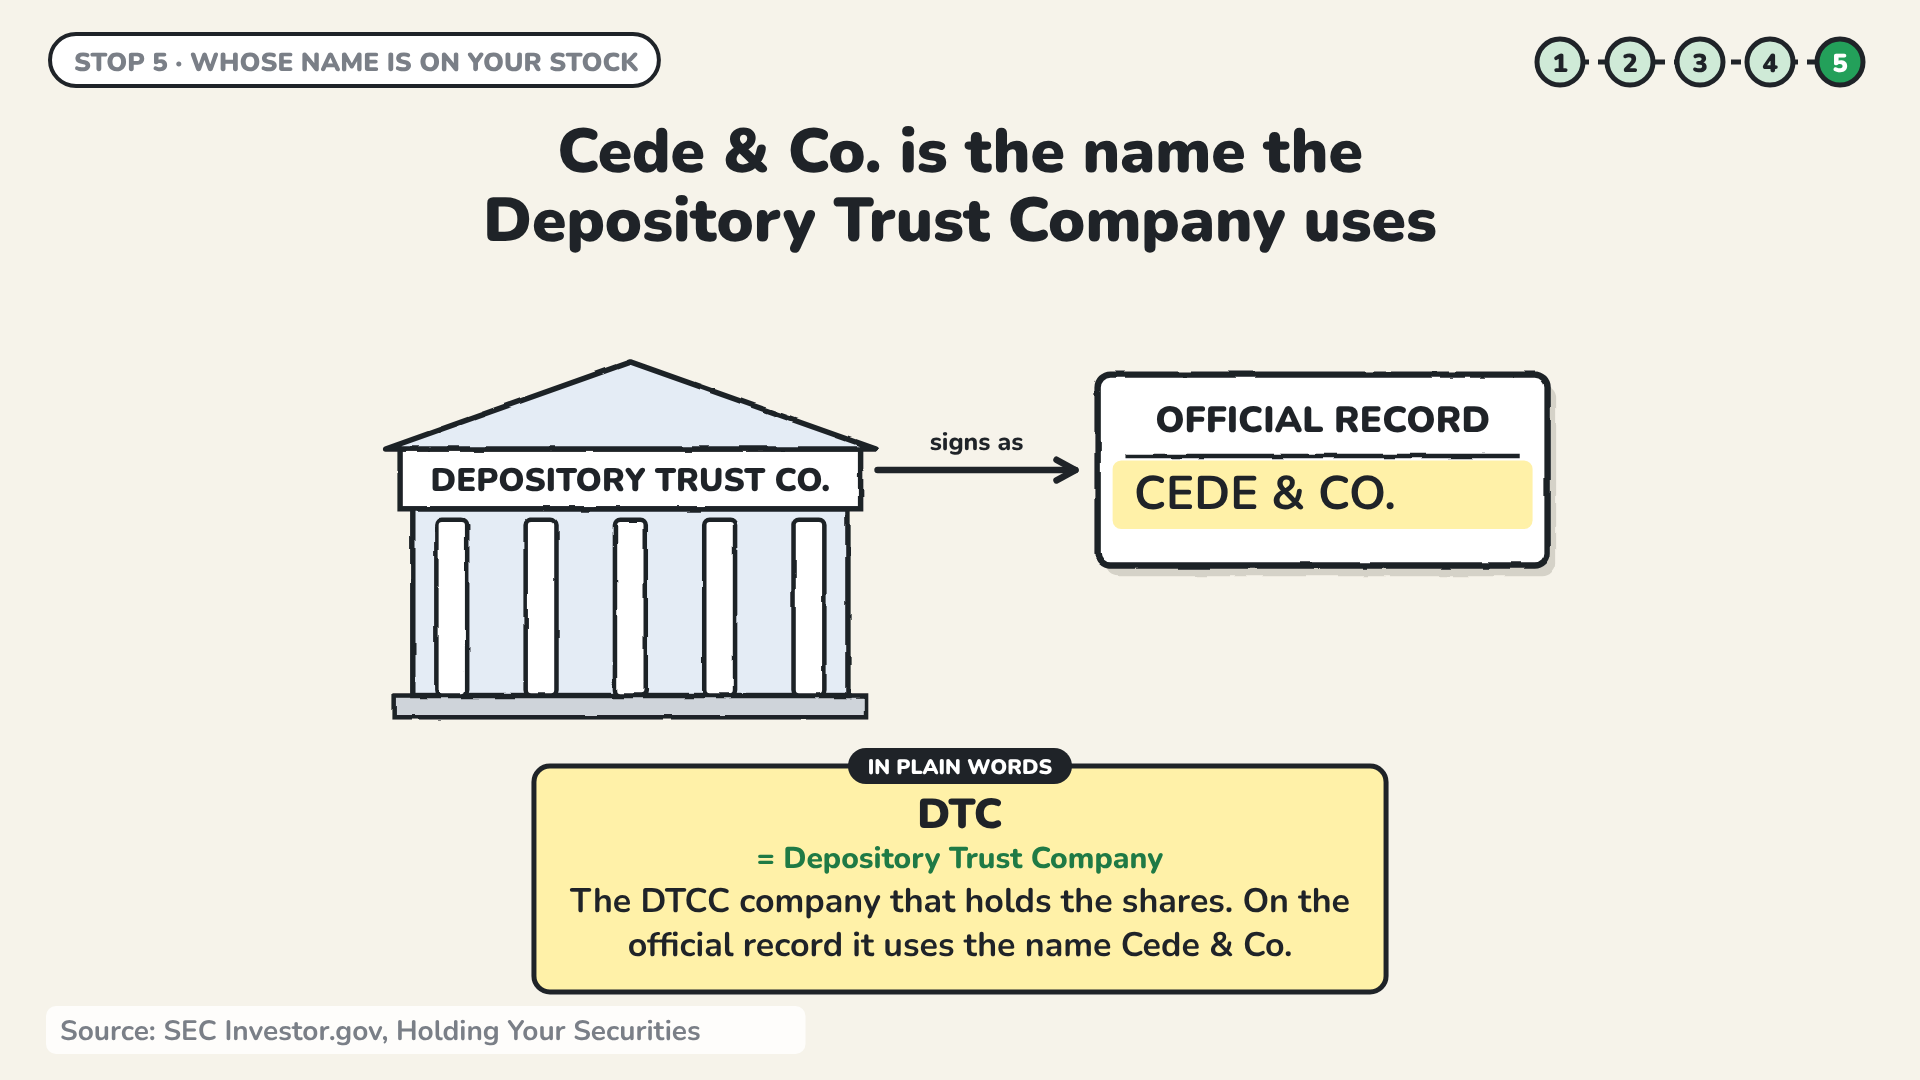 STOP 5 · WHOSE NAME IS ON YOUR STOCK
1 2 3 4 5
Cede & Co. is the name the
Depository Trust Company uses
DEPOSITORY TRUST CO.
signs as
OFFICIAL RECORD
CEDE & CO.
IN PLAIN WORDS
DTC
= Depository Trust Company
The DTCC company that holds the shares. On the
official record it uses the name Cede & Co.
Source: SEC Investor.gov, Holding Your Securities